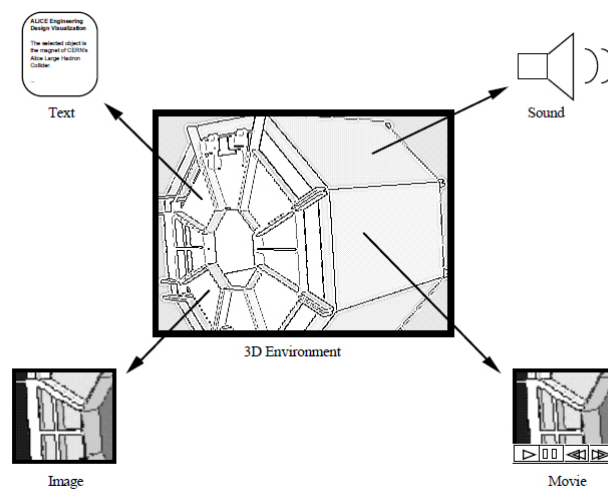 ALICE Engineering
Design Visualization
The selected object is
the magnet of CERN's
Alice Large Hadron
Collider.
...
Text
Sound
3D Environment
Image
Movie